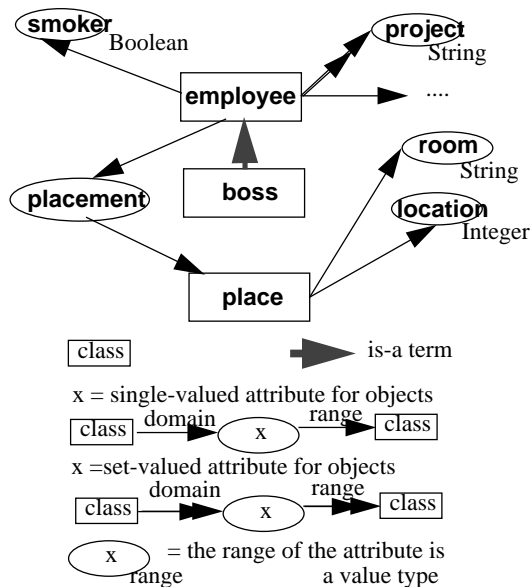 smoker
Boolean
project
String
employee
....
room
String
placement
boss
location
Integer
place
class
is-a term
x = single-valued attribute for objects
domain
range
class
x
class
x =set-valued attribute for objects
domain
range
class
x
class
x
range
= the range of the attribute is
a value type